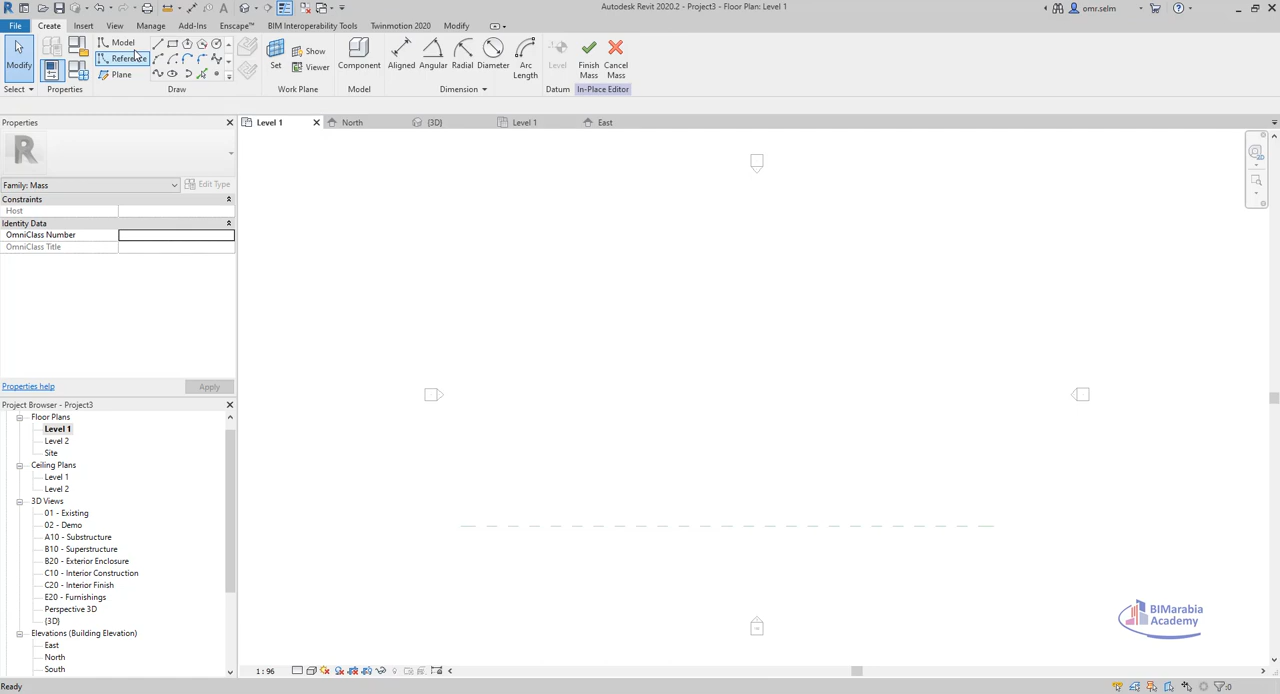 Autodesk Revit 2020.2 - Project3 - Floor Plan: Level 1
omr.selm
File Create Insert View Manage Add-Ins Enscape™ BIM Interoperability Tools Twinmotion 2020 Modify
Modify
Model
Reference
Plane
Set
Show
Viewer
Component
Aligned Angular Radial Diameter Arc Length
Level
Finish Mass
Cancel Mass
Select Properties Draw Work Plane Model Dimension Datum In-Place Editor
Properties
Level 1 North {3D} Level 1 East
Family: Mass
Edit Type
Constraints
Host
Identity Data
OmniClass Number
OmniClass Title
Properties help
Apply
Project Browser - Project3
Floor Plans
Level 1
Level 2
Site
Ceiling Plans
Level 1
Level 2
3D Views
01 - Existing
02 - Demo
A10 - Substructure
B10 - Superstructure
B20 - Exterior Enclosure
C10 - Interior Construction
C20 - Interior Finish
E20 - Furnishings
Perspective 3D
{3D}
Elevations (Building Elevation)
East
North
South
BIMarabia
Academy
1 : 96
Ready
:0